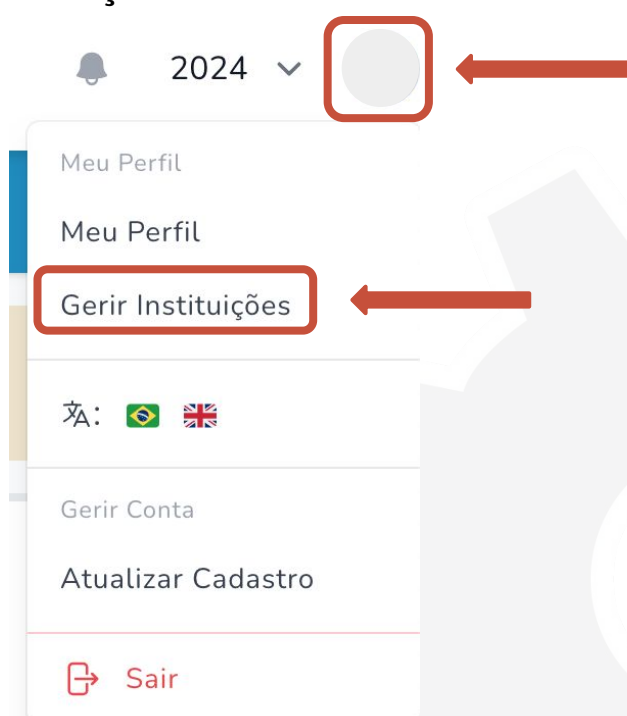 2024
Meu Perfil
Meu Perfil
Gerir Instituições
文A:
Gerir Conta
Atualizar Cadastro
Sair